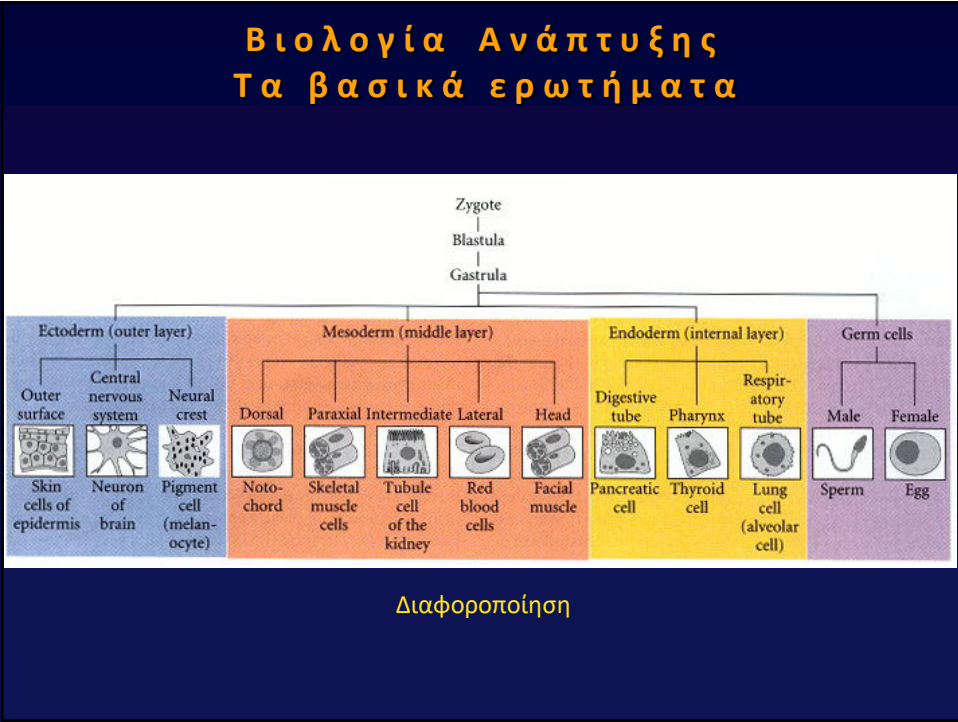 Βιολογία Ανάπτυξης
Τα βασικά ερωτήματα
Zygote
Blastula
Gastrula
Ectoderm (outer layer)
Outer
surface
Skin
cells of
epidermis
Central
nervous
system
Neuron
of
brain
Neural
crest
Pigment
cell
(melan-
ocyte)
Mesoderm (middle layer)
Dorsal
Noto-
chord
Paraxial
Skeletal
muscle
cells
Intermediate
Tubule
cell
of the
kidney
Lateral
Red
blood
cells
Head
Facial
muscle
Endoderm (internal layer)
Digestive
tube
Pancreatic
cell
Pharynx
Thyroid
cell
Respir-
atory
tube
Lung
cell
(alveolar
cell)
Germ cells
Male
Sperm
Female
Egg
Διαφοροποίηση